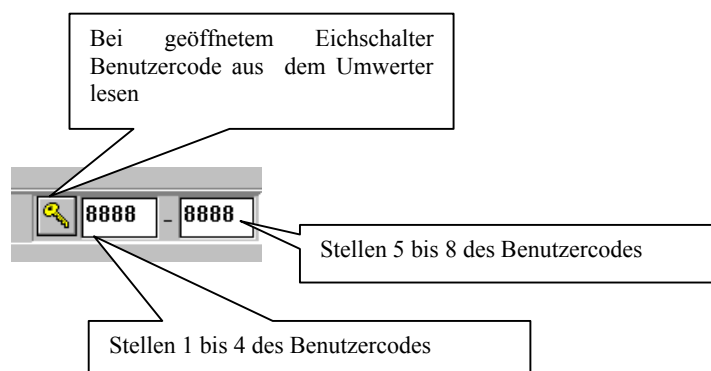 Bei geöffnetem Eichschalter
Benutzercode aus dem Umwerter
lesen
8888 - 8888
Stellen 5 bis 8 des Benutzercodes
Stellen 1 bis 4 des Benutzercodes